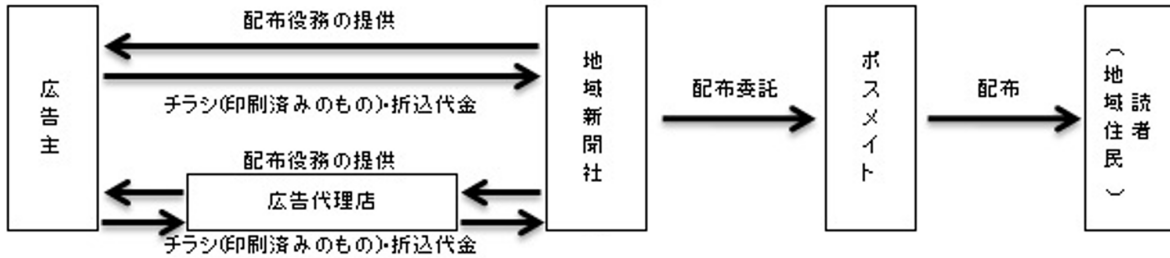 配布役務の提供
広告主
チラシ(印刷済みのもの)・折込代金
配布役務の提供
広告代理店
チラシ(印刷済みのもの)・折込代金
地域新聞社
配布委託
ポスメイト
配布
読者
(地域住民)